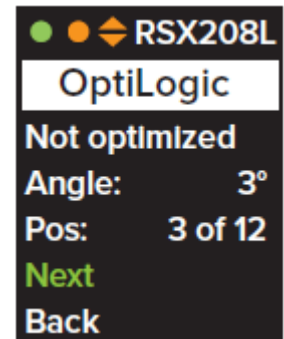 RSX208L
OptiLogic
Not optimized
Angle: 3°
Pos: 3 of 12
Next
Back